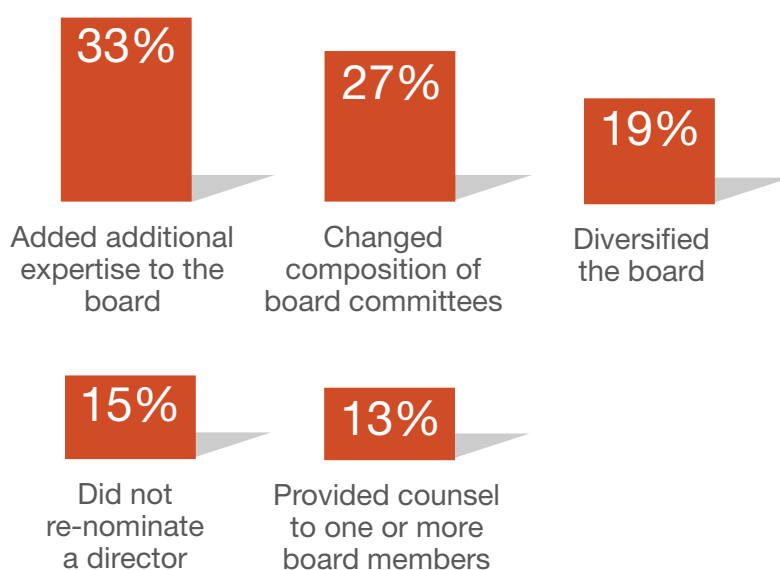 33%
27%
19%
Added additional
expertise to the
board
Changed
composition of
board committees
Diversified
the board
15%
13%
Did not
re-nominate
a director
Provided counsel
to one or more
board members